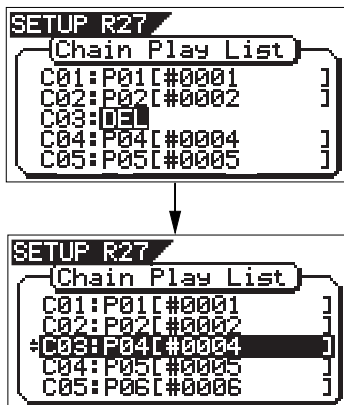 SETUP R27
Chain Play List
C01:P01[#0001 ]
C02:P02[#0002 ]
C03:DEL
C04:P04[#0004 ]
C05:P05[#0005 ]
SETUP R27
Chain Play List
C01:P01[#0001 ]
C02:P02[#0002 ]
C03:P04[#0004 ]
C04:P05[#0005 ]
C05:P06[#0006 ]